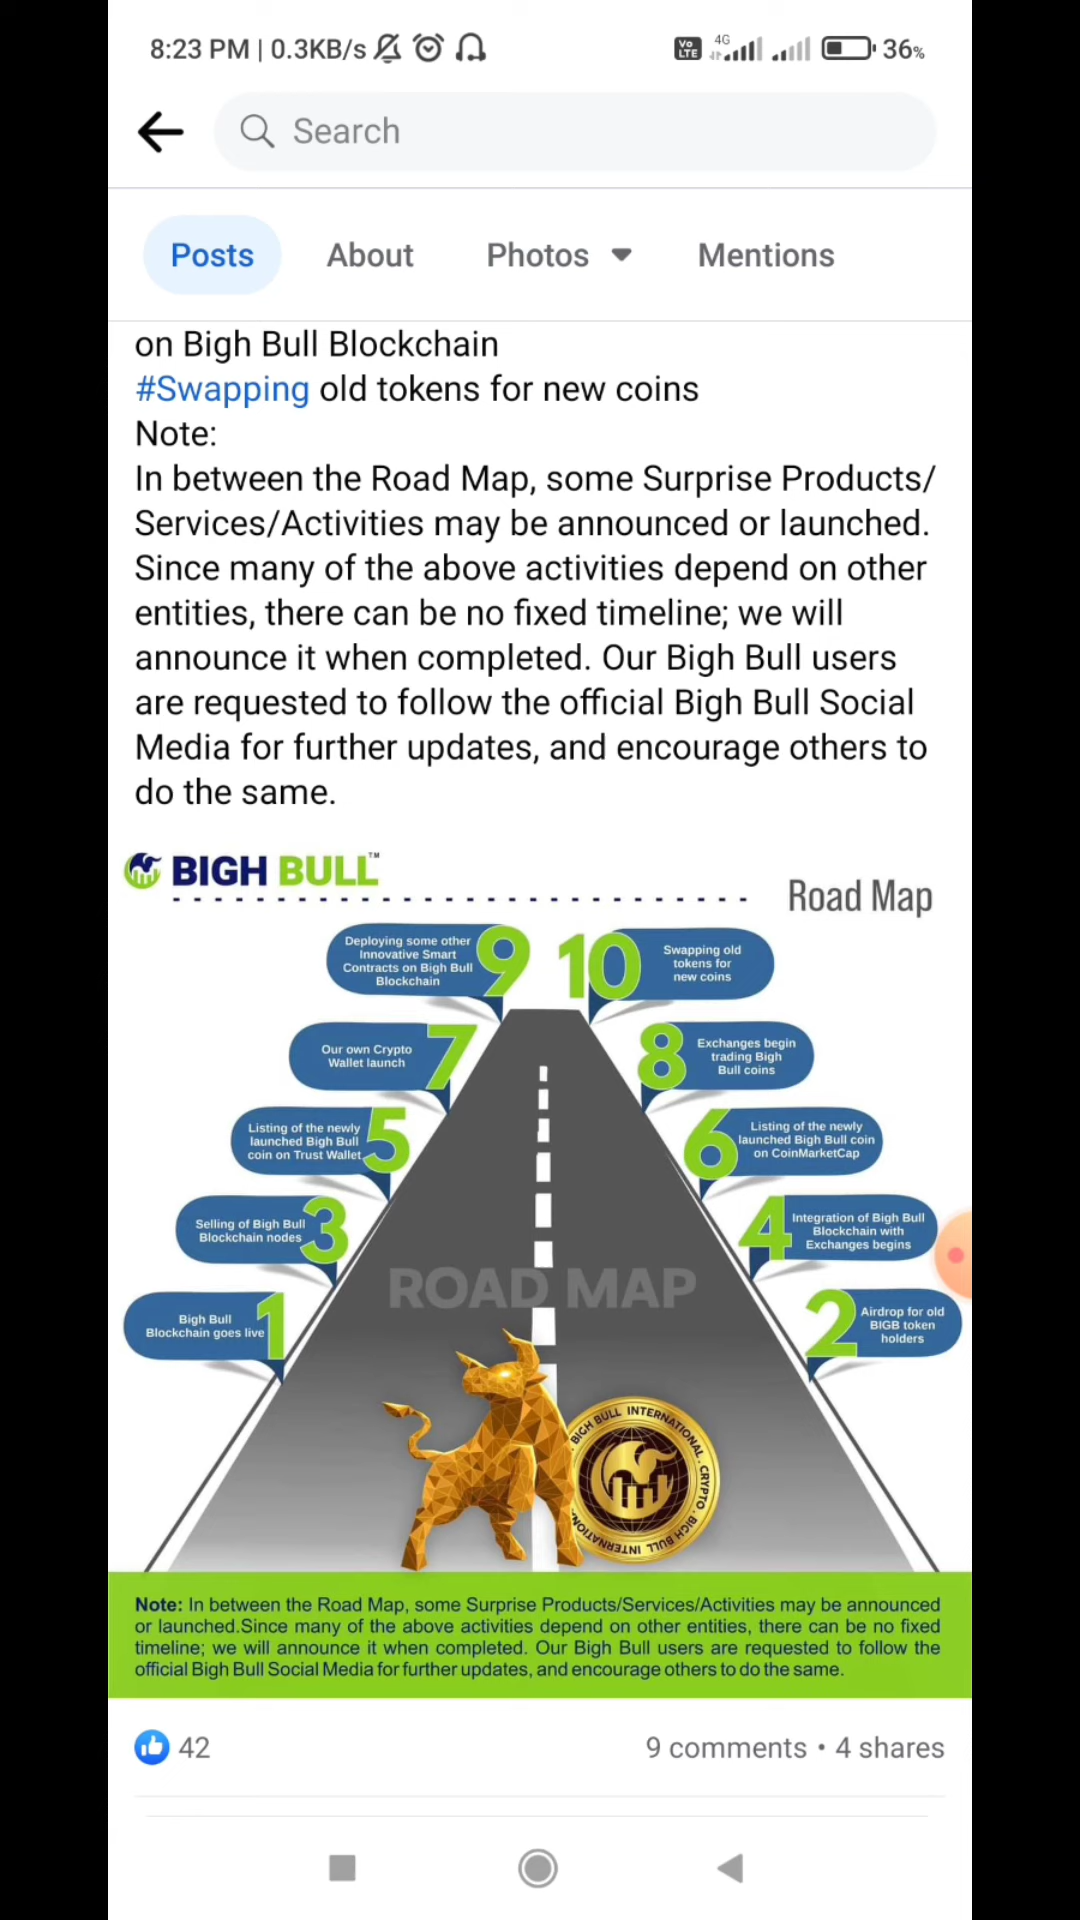 8:23 PM | 0.3KB/s
Vo LTE 4G 36%
Search
Posts About Photos Mentions
on Bigh Bull Blockchain
#Swapping old tokens for new coins
Note:
In between the Road Map, some Surprise Products/
Services/Activities may be announced or launched.
Since many of the above activities depend on other
entities, there can be no fixed timeline; we will
announce it when completed. Our Bigh Bull users
are requested to follow the official Bigh Bull Social
Media for further updates, and encourage others to
do the same.
BIGH BULL™
Road Map
Deploying some other
Innovative Smart
Contracts on Bigh Bull
Blockchain
9
10
Swapping old
tokens for
new coins
Our own Crypto
Wallet launch
7
8
Exchanges begin
trading Bigh
Bull coins
Listing of the newly
launched Bigh Bull
coin on Trust Wallet
5
6
Listing of the newly
launched Bigh Bull coin
on CoinMarketCap
Selling of Bigh Bull
Blockchain nodes
3
4
Integration of Bigh Bull
Blockchain with
Exchanges begins
Bigh Bull
Blockchain goes live
1
2
Airdrop for old
BIGB token
holders
ROAD MAP
BIGH BULL INTERNATIONAL . CRYPTO . BIGH BULL INTERNATION
Note: In between the Road Map, some Surprise Products/Services/Activities may be announced
or launched.Since many of the above activities depend on other entities, there can be no fixed
timeline; we will announce it when completed. Our Bigh Bull users are requested to follow the
official Bigh Bull Social Media for further updates, and encourage others to do the same.
42
9 comments • 4 shares